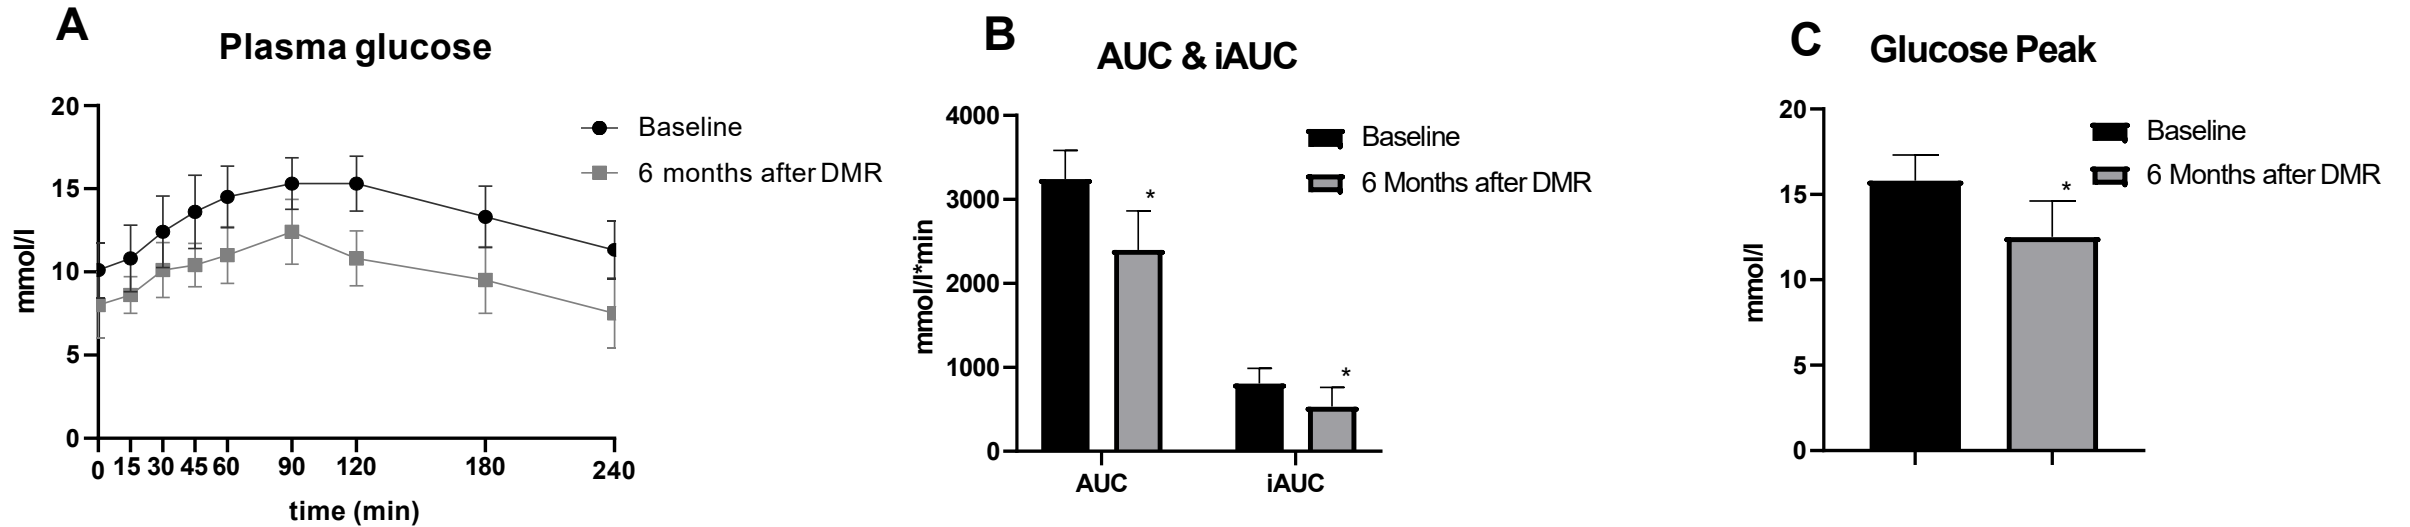 A
Plasma glucose
20
15
10
5
0
mmol/l
0 15 30 45 60 90 120 180 240
time (min)
Baseline
6 months after DMR
B
AUC & iAUC
4000
3000
2000
1000
0
mmol/l*min
*
*
AUC iAUC
Baseline
6 Months after DMR
C
Glucose Peak
20
15
10
5
0
mmol/l
*
Baseline
6 Months after DMR